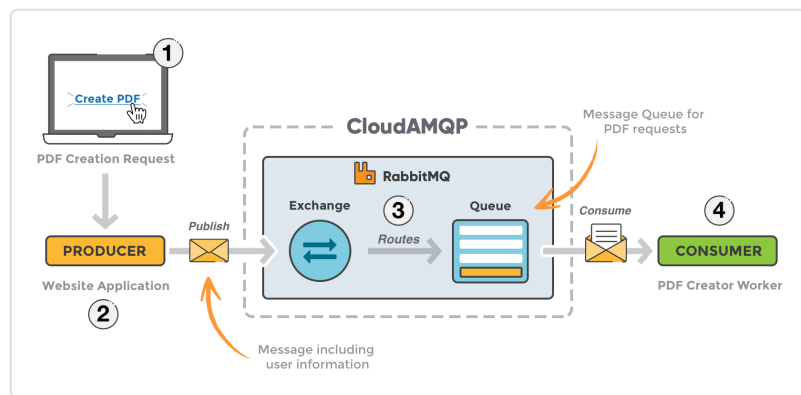 1
Create PDF
PDF Creation Request
CloudAMQP
Message Queue for
PDF requests
RabbitMQ
Exchange
3
Queue
Publish
Routes
Consume
4
PRODUCER
CONSUMER
Website Application
PDF Creator Worker
2
Message including
user information